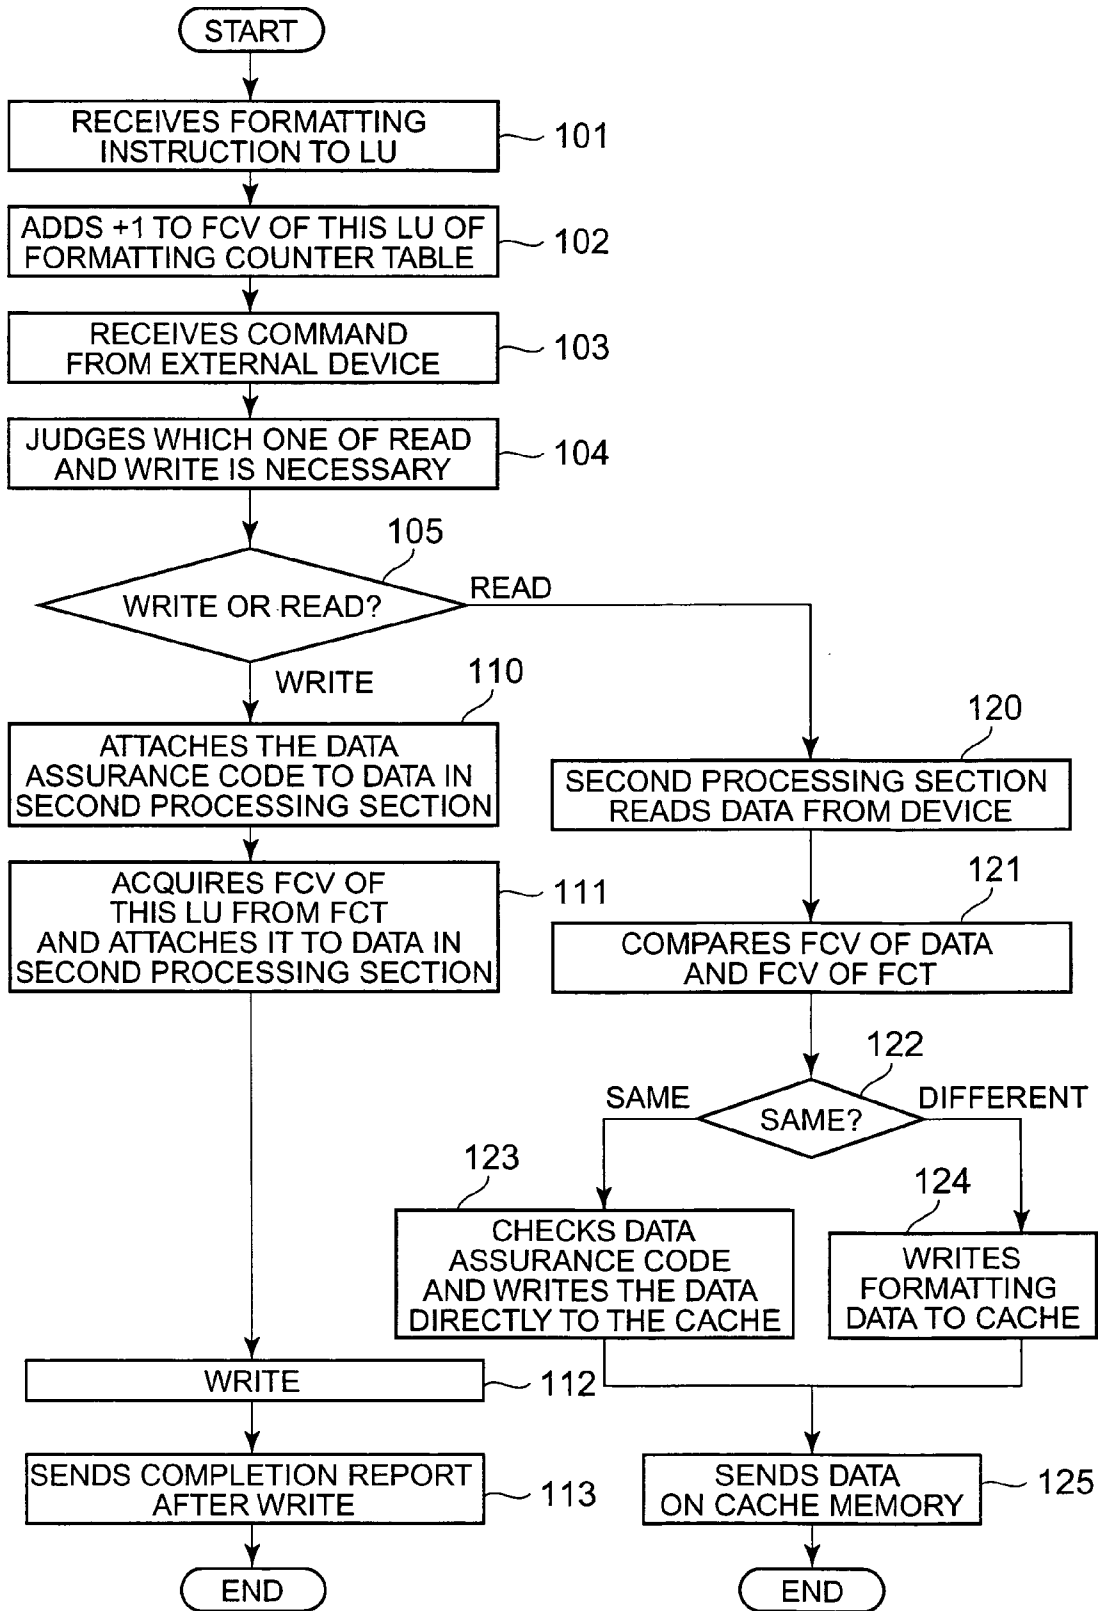 START
RECEIVES FORMATTING
INSTRUCTION TO LU
101
ADDS +1 TO FCV OF THIS LU OF
FORMATTING COUNTER TABLE
102
RECEIVES COMMAND
FROM EXTERNAL DEVICE
103
JUDGES WHICH ONE OF READ
AND WRITE IS NECESSARY
104
105
WRITE OR READ?
READ
WRITE
110
ATTACHES THE DATA
ASSURANCE CODE TO DATA IN
SECOND PROCESSING SECTION
ACQUIRES FCV OF
THIS LU FROM FCT
AND ATTACHES IT TO DATA IN
SECOND PROCESSING SECTION
111
120
SECOND PROCESSING SECTION
READS DATA FROM DEVICE
121
COMPARES FCV OF DATA
AND FCV OF FCT
122
SAME?
SAME
DIFFERENT
123
CHECKS DATA
ASSURANCE CODE
AND WRITES THE DATA
DIRECTLY TO THE CACHE
124
WRITES
FORMATTING
DATA TO CACHE
WRITE
112
SENDS COMPLETION REPORT
AFTER WRITE
113
END
SENDS DATA
ON CACHE MEMORY
125
END